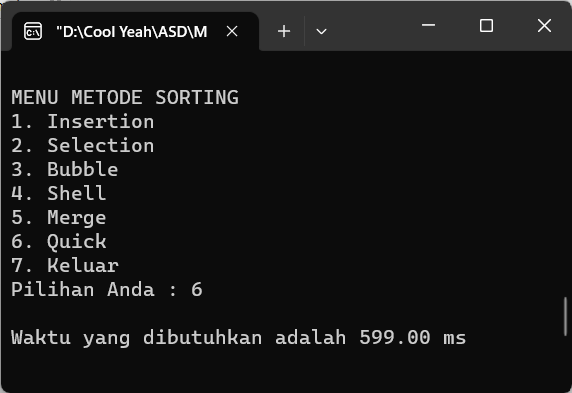 "D:\Cool Yeah\ASD\M
MENU METODE SORTING
1. Insertion
2. Selection
3. Bubble
4. Shell
5. Merge
6. Quick
7. Keluar
Pilihan Anda : 6
Waktu yang dibutuhkan adalah 599.00 ms